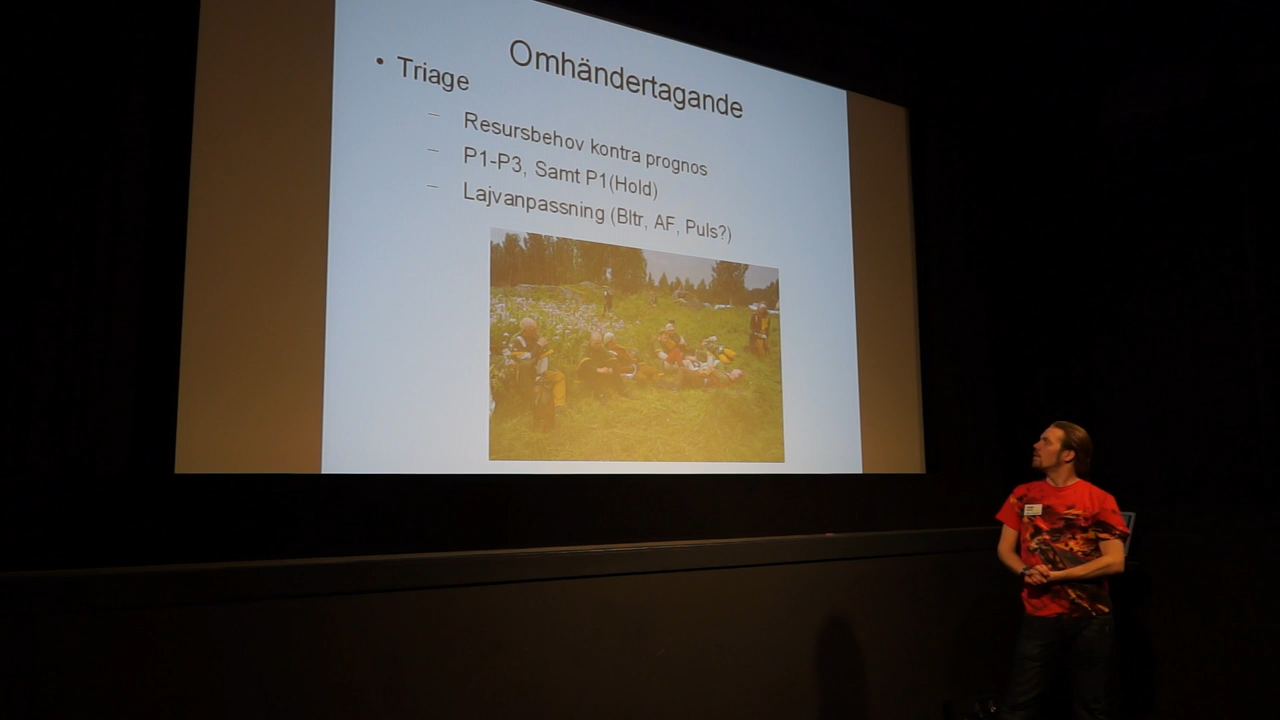 Omhändertagande
• Triage
– Resursbehov kontra prognos
– P1-P3, Samt P1(Hold)
– Lajvanpassning (Bltr, AF, Puls?)